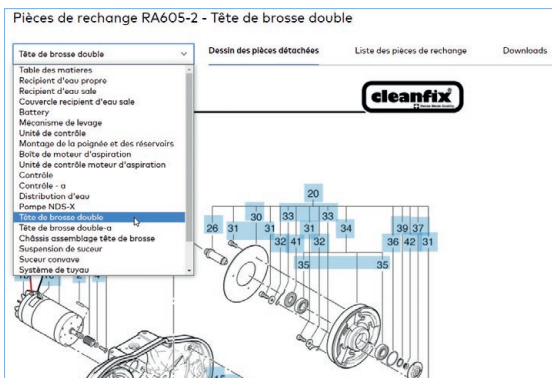 Pièces de rechange RA605-2 - Tête de brosse double
Tête de brosse double
Dessin des pièces détachées
Liste des pièces de rechange
Downloads
Table des matieres
Recipient d'eau propre
Recipient d'eau sale
Couvercle recipient d'eau sale
Battery
Mécanisme de levage
Unité de contrôle
Montage de la poignée et des réservoirs
Boîte de moteur d'aspiration
Unité de contrôle moteur d'aspiration
Contrôle
Contrôle - a
Distribution d'eau
Pompe NDS-X
Tête de brosse double
Tête de brosse double-a
Châssis assemblage tête de brosse
Suspension de suceur
Suceur convave
Système de tuyau
cleanfix
20
30 33 33 39 37
26 31 31 31 34
32 41 32 36 42 31
35 35